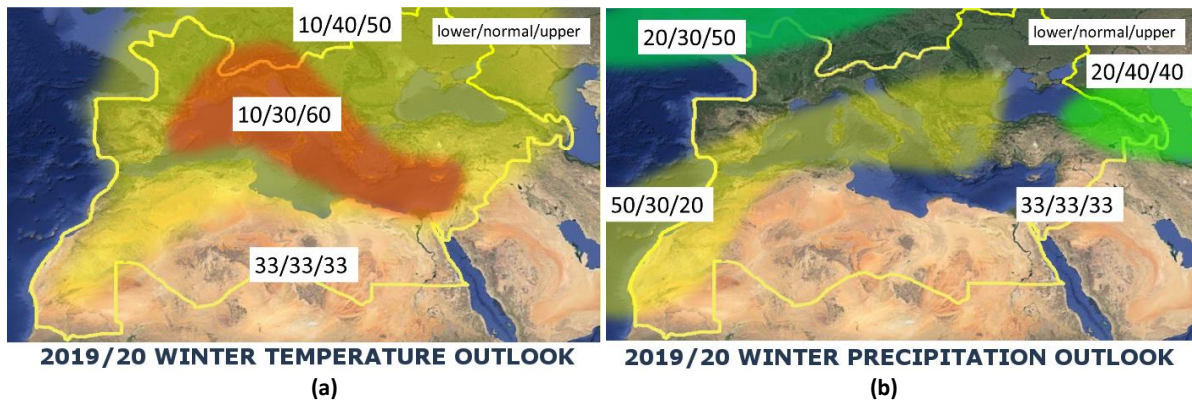 10/40/50
lower/normal/upper
10/30/60
33/33/33
2019/20 WINTER TEMPERATURE OUTLOOK
(a)
20/30/50
lower/normal/upper
20/40/40
50/30/20
33/33/33
2019/20 WINTER PRECIPITATION OUTLOOK
(b)